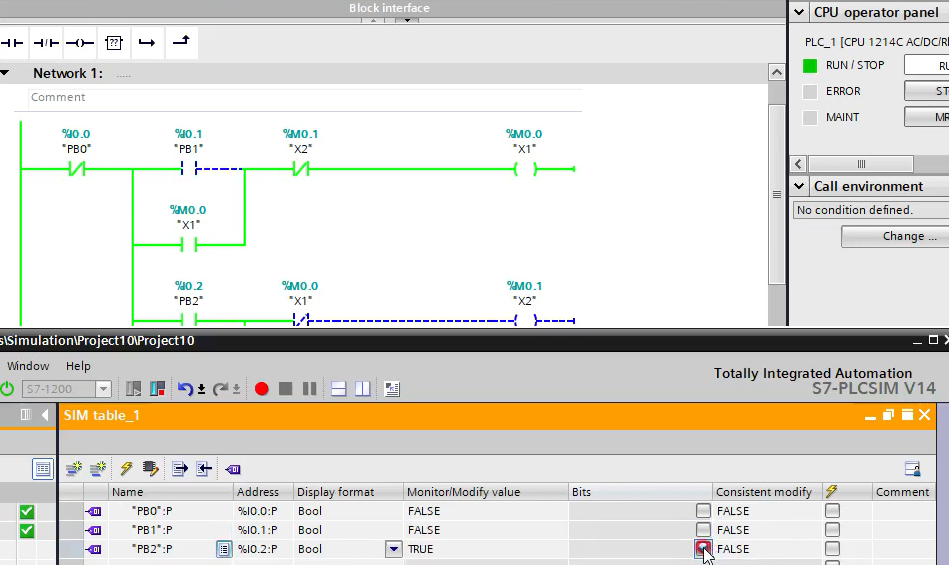 Block interface
CPU operator panel
PLC_1 [CPU 1214C AC/DC/R
RUN / STOP
RU
ERROR
ST
MAINT
MR
Call environment
No condition defined.
Change ...
??
Network 1: .....
Comment
%I0.0 %I0.1 %M0.1 %M0.0
"PB0" "PB1" "X2" "X1"
%M0.0
"X1"
%I0.2 %M0.0 %M0.1
"PB2" "X1" "X2"
s\Simulation\Project10\Project10
Window Help
Totally Integrated Automation
S7-PLCSIM V14
S7-1200
SIM table_1
Name Address Display format Monitor/Modify value Bits Consistent modify Comment
"PB0":P %I0.0:P Bool FALSE FALSE
"PB1":P %I0.1:P Bool FALSE FALSE
"PB2":P %I0.2:P Bool TRUE FALSE